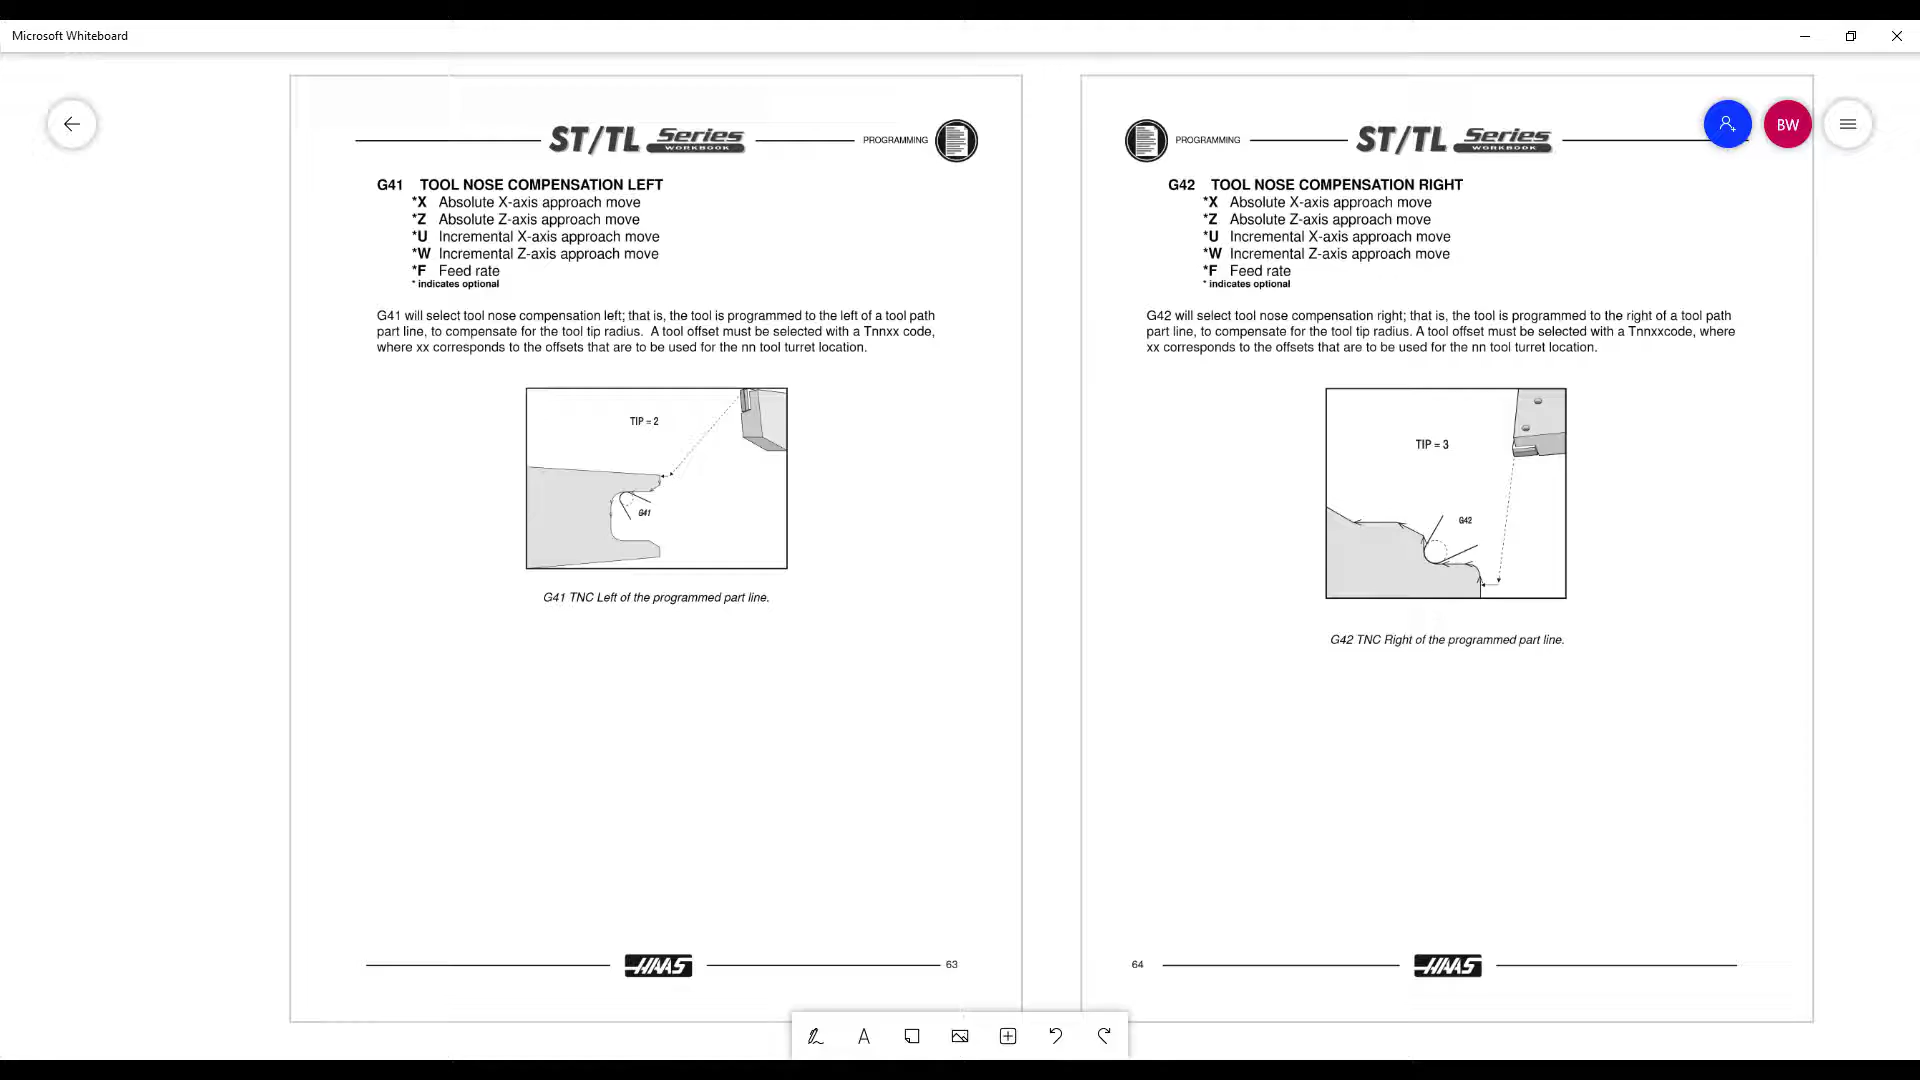 Microsoft Whiteboard
ST/TL Series
WORKBOOK
PROGRAMMING
G41 TOOL NOSE COMPENSATION LEFT
*X Absolute X-axis approach move
*Z Absolute Z-axis approach move
*U Incremental X-axis approach move
*W Incremental Z-axis approach move
*F Feed rate
* indicates optional
G41 will select tool nose compensation left; that is, the tool is programmed to the left of a tool path
part line, to compensate for the tool tip radius. A tool offset must be selected with a Tnnxx code,
where xx corresponds to the offsets that are to be used for the nn tool turret location.
TIP = 2
G41
G41 TNC Left of the programmed part line.
HAAS
63
PROGRAMMING
ST/TL Series
WORKBOOK
BW
G42 TOOL NOSE COMPENSATION RIGHT
*X Absolute X-axis approach move
*Z Absolute Z-axis approach move
*U Incremental X-axis approach move
*W Incremental Z-axis approach move
*F Feed rate
* indicates optional
G42 will select tool nose compensation right; that is, the tool is programmed to the right of a tool path
part line, to compensate for the tool tip radius. A tool offset must be selected with a Tnnxxcode, where
xx corresponds to the offsets that are to be used for the nn tool turret location.
TIP = 3
G42
G42 TNC Right of the programmed part line.
64
HAAS